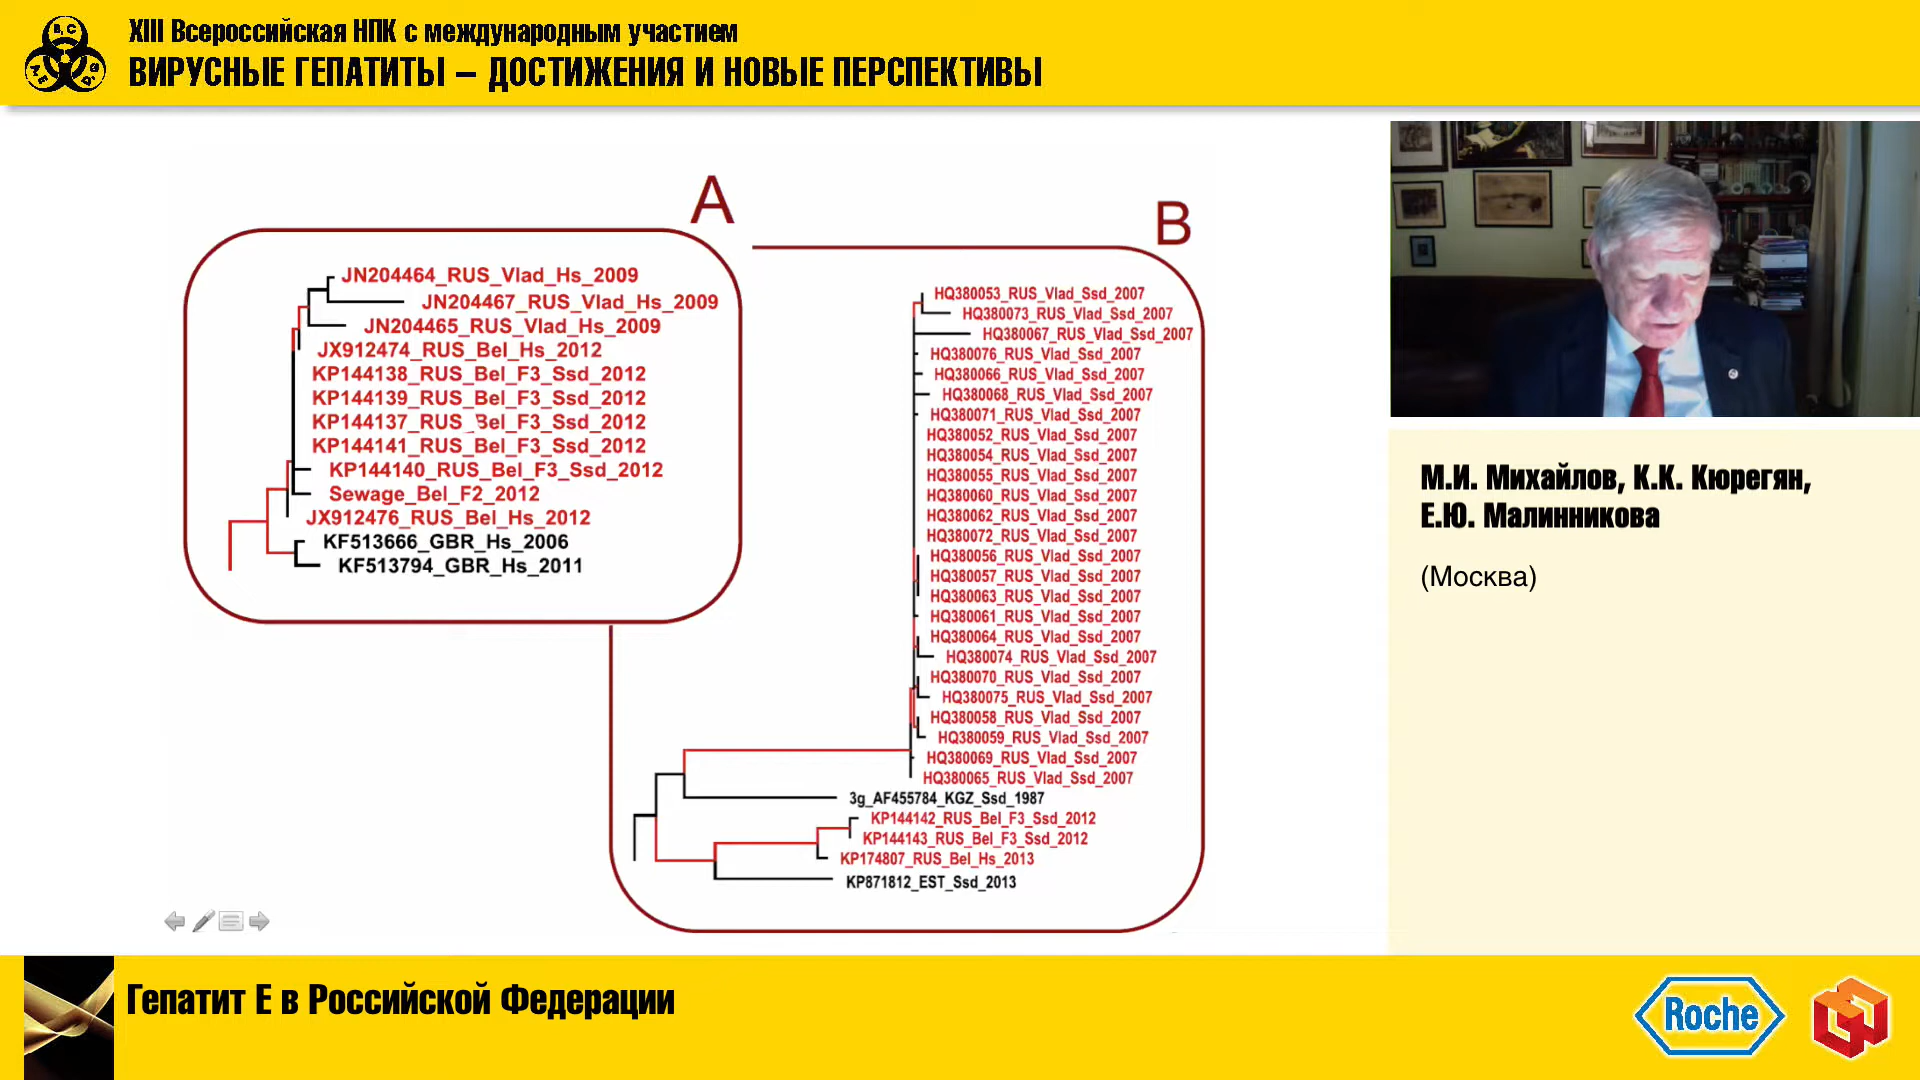 XIII Всероссийская НПК с международным участием
ВИРУСНЫЕ ГЕПАТИТЫ – ДОСТИЖЕНИЯ И НОВЫЕ ПЕРСПЕКТИВЫ
A
JN204464_RUS_Vlad_Hs_2009
JN204467_RUS_Vlad_Hs_2009
JN204465_RUS_Vlad_Hs_2009
JX912474_RUS_Bel_Hs_2012
KP144138_RUS_Bel_F3_Ssd_2012
KP144139_RUS_Bel_F3_Ssd_2012
KP144137_RUS_Bel_F3_Ssd_2012
KP144141_RUS_Bel_F3_Ssd_2012
KP144140_RUS_Bel_F3_Ssd_2012
Sewage_Bel_F2_2012
JX912476_RUS_Bel_Hs_2012
KF513666_GBR_Hs_2006
KF513794_GBR_Hs_2011
B
HQ380053_RUS_Vlad_Ssd_2007
HQ380073_RUS_Vlad_Ssd_2007
HQ380067_RUS_Vlad_Ssd_2007
HQ380076_RUS_Vlad_Ssd_2007
HQ380066_RUS_Vlad_Ssd_2007
HQ380068_RUS_Vlad_Ssd_2007
HQ380071_RUS_Vlad_Ssd_2007
HQ380052_RUS_Vlad_Ssd_2007
HQ380054_RUS_Vlad_Ssd_2007
HQ380055_RUS_Vlad_Ssd_2007
HQ380060_RUS_Vlad_Ssd_2007
HQ380062_RUS_Vlad_Ssd_2007
HQ380072_RUS_Vlad_Ssd_2007
HQ380056_RUS_Vlad_Ssd_2007
HQ380057_RUS_Vlad_Ssd_2007
HQ380063_RUS_Vlad_Ssd_2007
HQ380061_RUS_Vlad_Ssd_2007
HQ380064_RUS_Vlad_Ssd_2007
HQ380074_RUS_Vlad_Ssd_2007
HQ380070_RUS_Vlad_Ssd_2007
HQ380075_RUS_Vlad_Ssd_2007
HQ380058_RUS_Vlad_Ssd_2007
HQ380059_RUS_Vlad_Ssd_2007
HQ380069_RUS_Vlad_Ssd_2007
HQ380065_RUS_Vlad_Ssd_2007
3g_AF455784_KGZ_Ssd_1987
KP144142_RUS_Bel_F3_Ssd_2012
KP144143_RUS_Bel_F3_Ssd_2012
KP174807_RUS_Bel_Hs_2013
KP871812_EST_Ssd_2013
М.И. Михайлов, К.К. Кюрегян,
Е.Ю. Малинникова
(Москва)
Гепатит Е в Российской Федерации
Roche